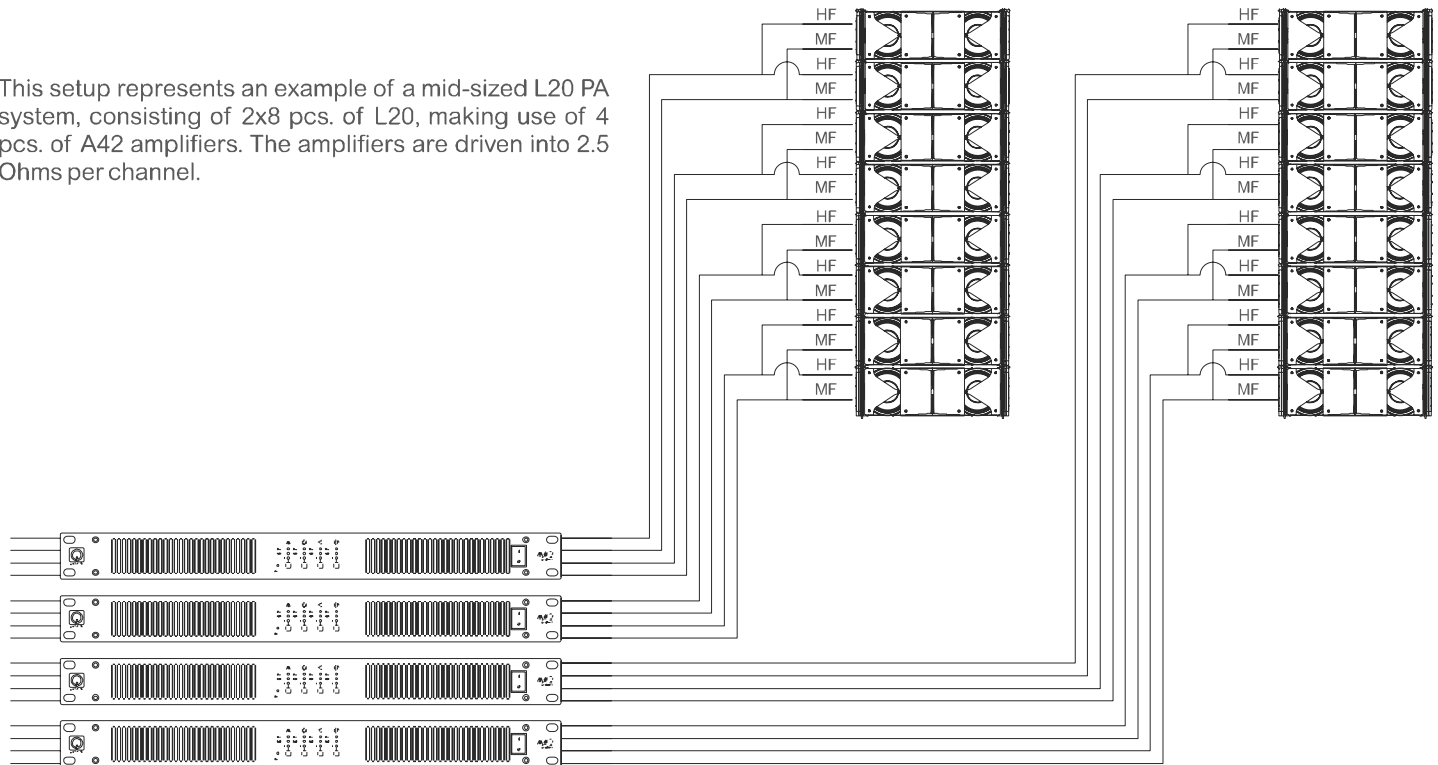 This setup represents an example of a mid-sized L20 PA
system, consisting of 2x8 pcs. of L20, making use of 4
pcs. of A42 amplifiers. The amplifiers are driven into 2.5
Ohms per channel.
HF
MF
HF
MF
HF
MF
HF
MF
HF
MF
HF
MF
HF
MF
HF
MF
HF
MF
HF
MF
HF
MF
HF
MF
HF
MF
HF
MF
HF
MF
HF
MF